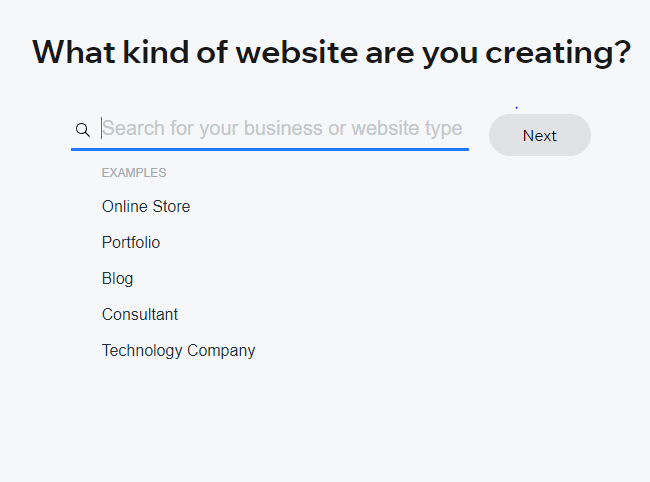 What kind of website are you creating?
Search for your business or website type
Next
EXAMPLES
Online Store
Portfolio
Blog
Consultant
Technology Company